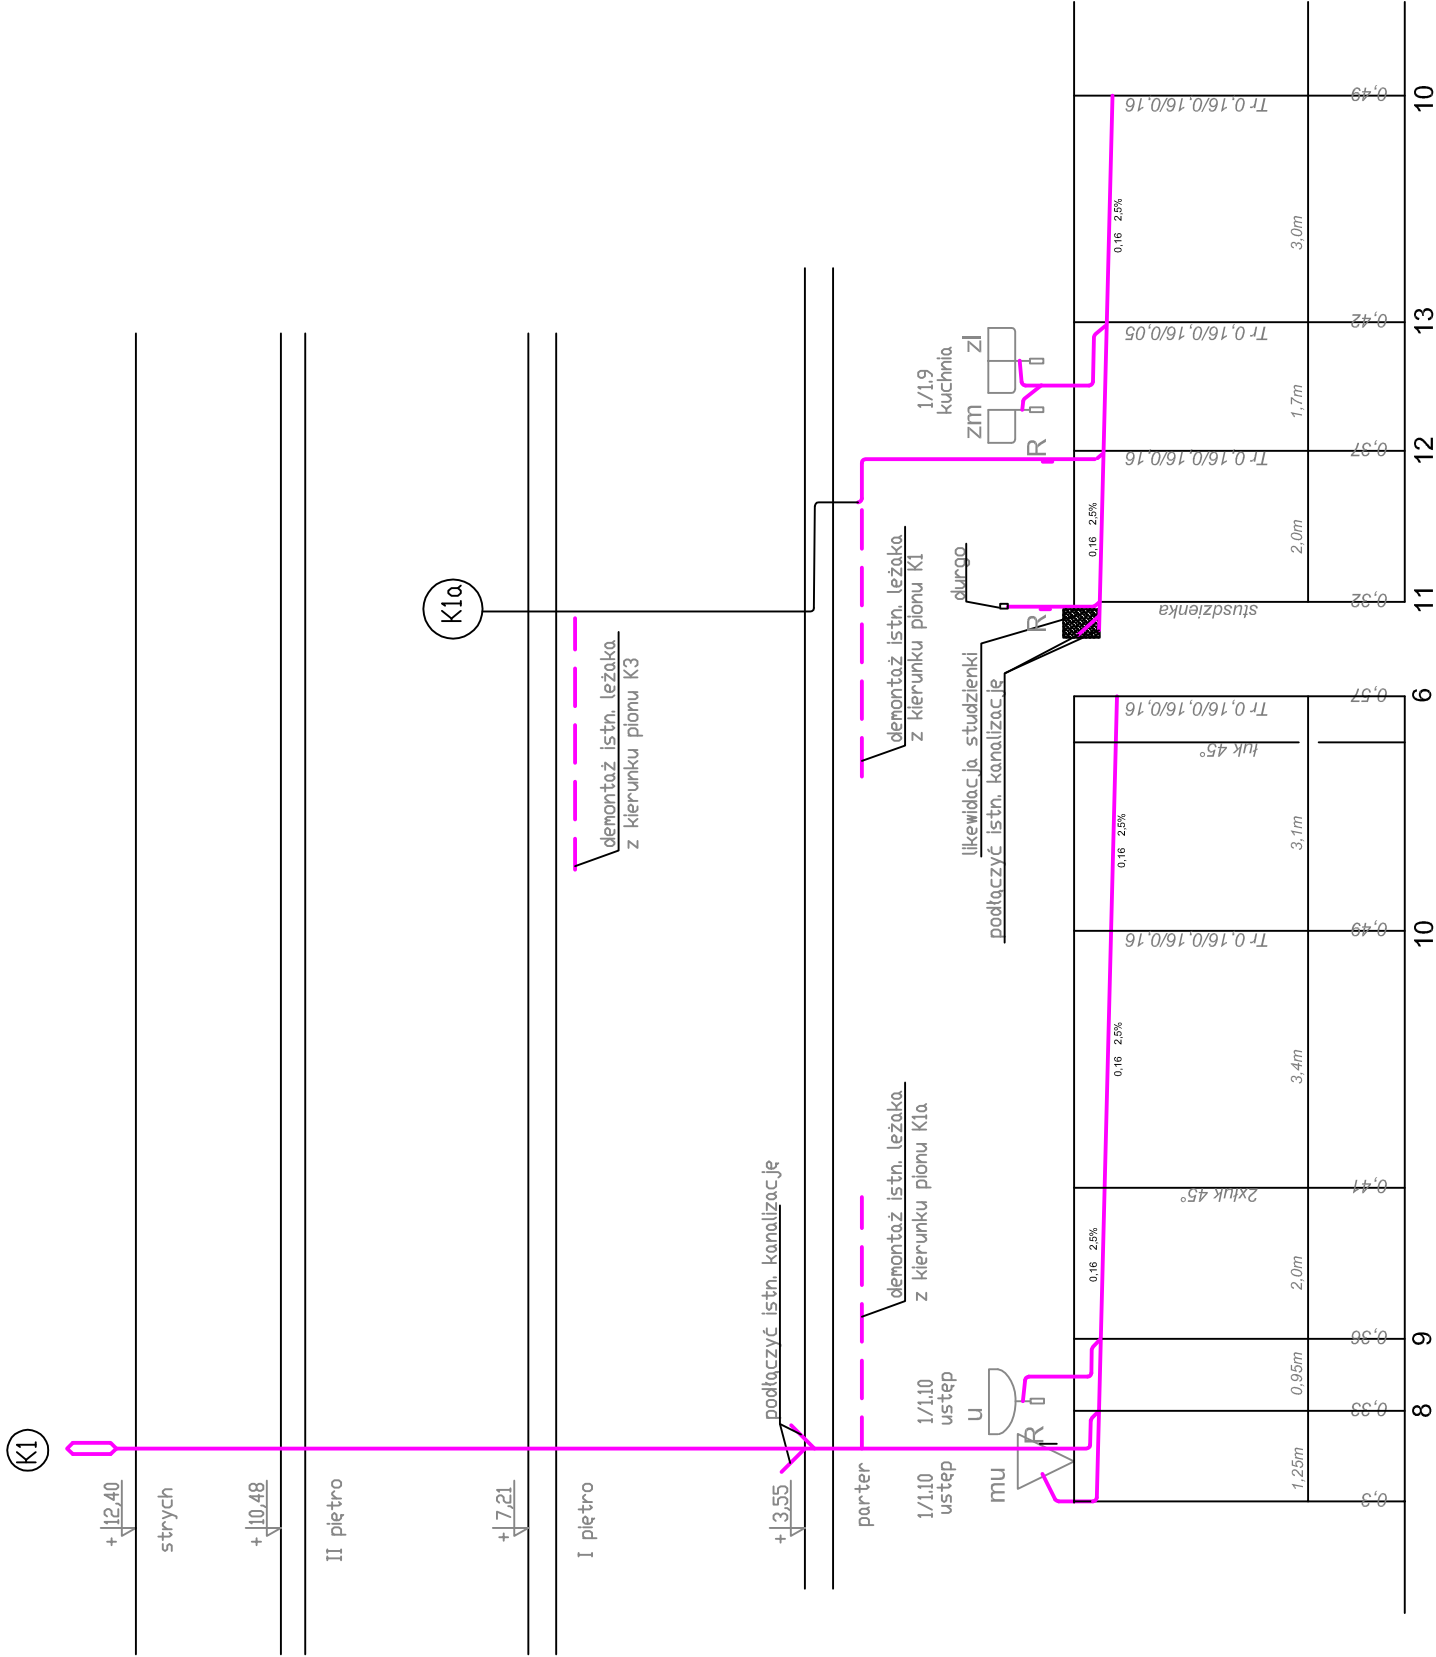 K1
+12,40
strych
+10,48
II piętro
+7,21
I piętro
+3,55
parter
podłączyć istn. kanalizację
demontaż istn. leżaka
z kierunku pionu K1a
1/1.10
ustęp
mu
1/1.10
ustęp
u
R
K1a
demontaż istn. leżaka
z kierunku pionu K3
demontaż istn. leżaka
z kierunku pionu K1
durgo
likewidacja studzienki
podłączyć istn. kanalizację
R
R
1/1.9
kuchnia
zm
zl
0,16 2,5%
0,16 2,5%
0,16 2,5%
0,16 2,5%
0,16 2,5%
2xłuk 45°
Tr 0,16/0,16/0,16
łuk 45°
Tr 0,16/0,16/0,16
stusdzienka
Tr 0,16/0,16/0,16
Tr 0,16/0,16/0,05
Tr 0,16/0,16/0,16
1,25m
0,95m
2,0m
3,4m
3,1m
2,0m
1,7m
3,0m
0,3
0,33
0,36
0,41
0,49
0,57
0,32
0,37
0,42
0,49
8
9
10
6
11
12
13
10